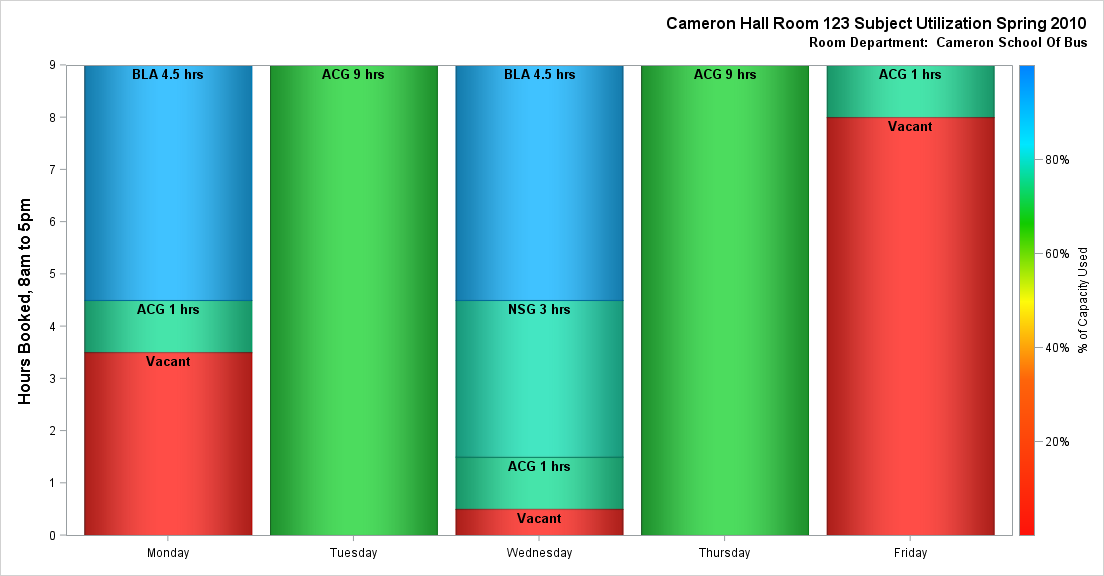 Cameron Hall Room 123 Subject Utilization Spring 2010
Room Department:  Cameron School Of Bus
Hours Booked, 8am to 5pm
9
8
7
6
5
4
3
2
1
0
BLA 4.5 hrs
ACG 1 hrs
Vacant
ACG 9 hrs
BLA 4.5 hrs
NSG 3 hrs
ACG 1 hrs
Vacant
ACG 9 hrs
ACG 1 hrs
Vacant
Monday
Tuesday
Wednesday
Thursday
Friday
80%
60%
40%
20%
% of Capacity Used